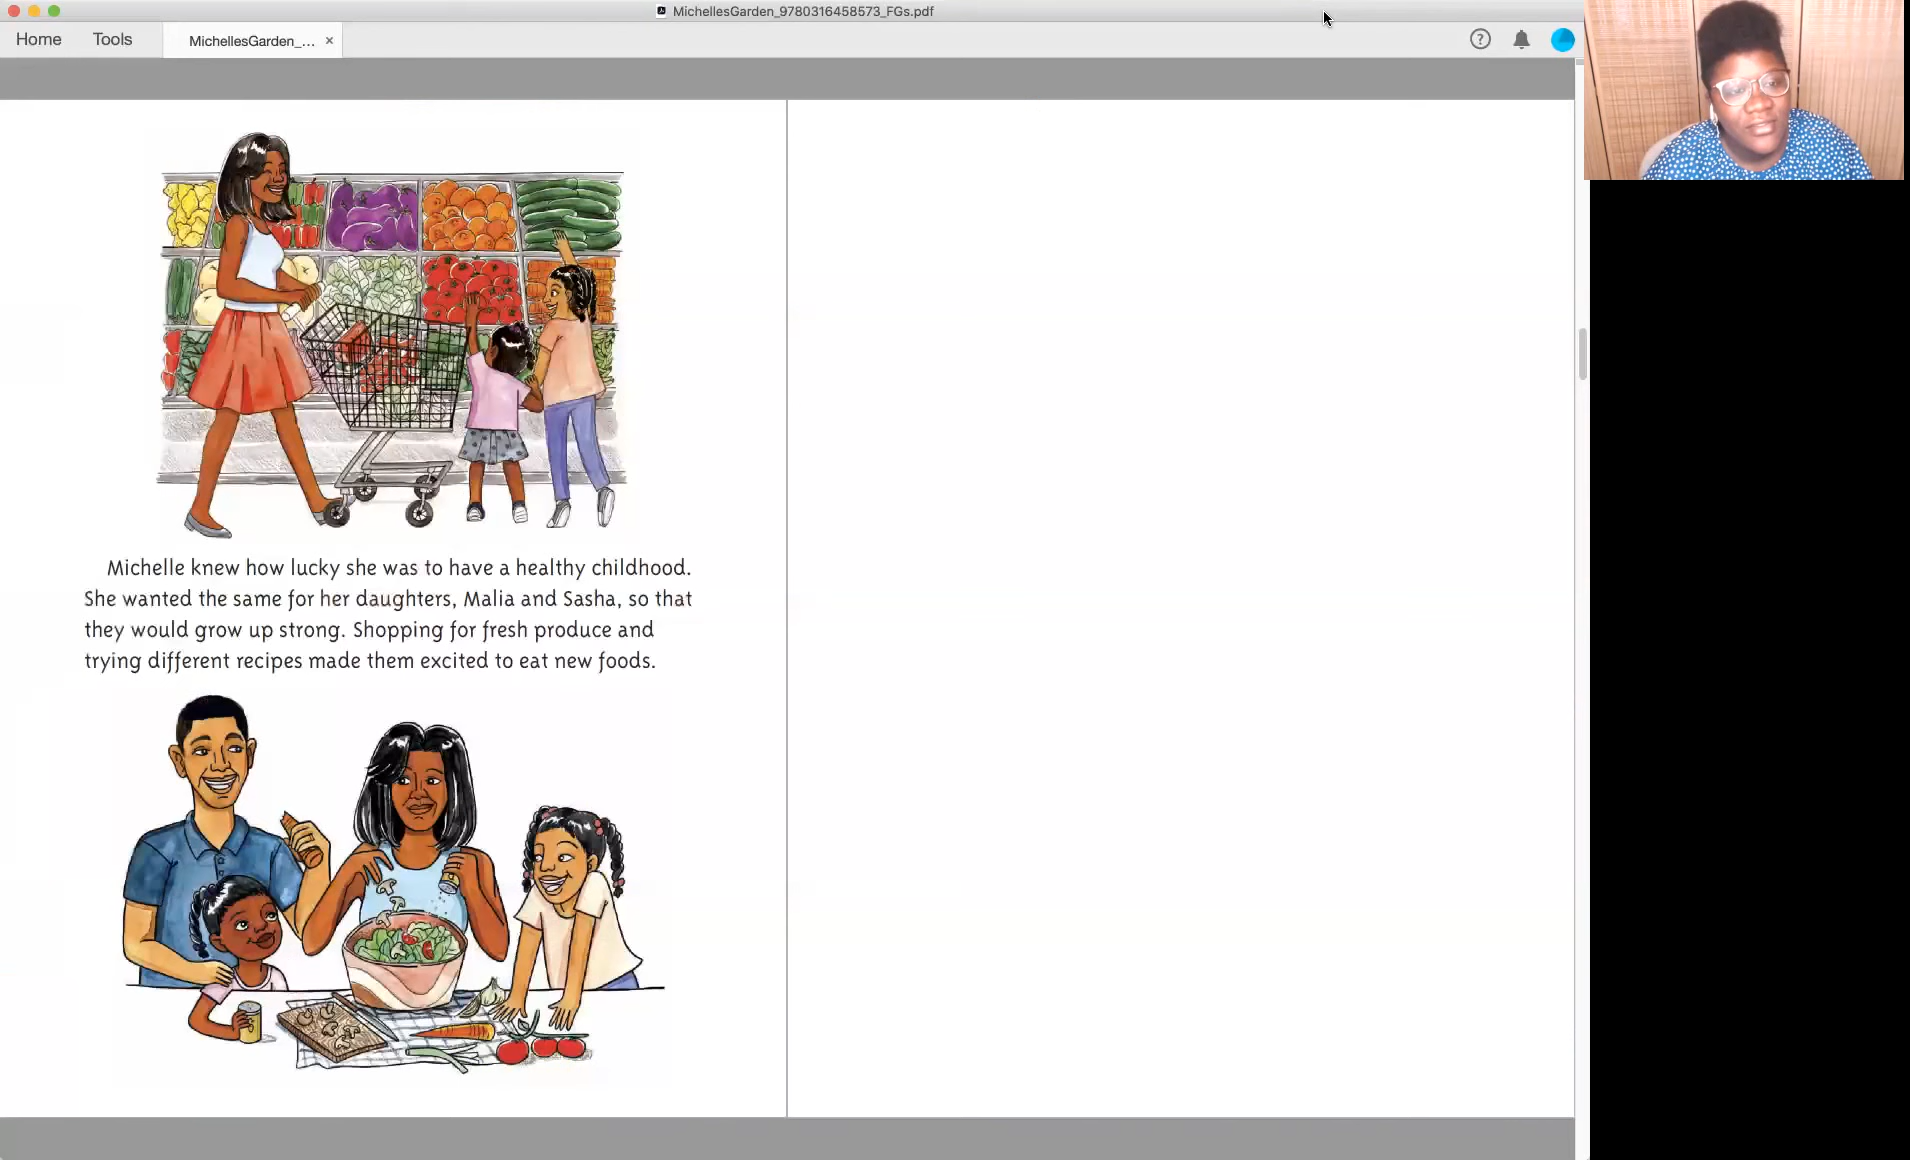 MichellesGarden_9780316458573_FGs.pdf
Home Tools MichellesGarden_... × ?
Michelle knew how lucky she was to have a healthy childhood.
She wanted the same for her daughters, Malia and Sasha, so that
they would grow up strong. Shopping for fresh produce and
trying different recipes made them excited to eat new foods.